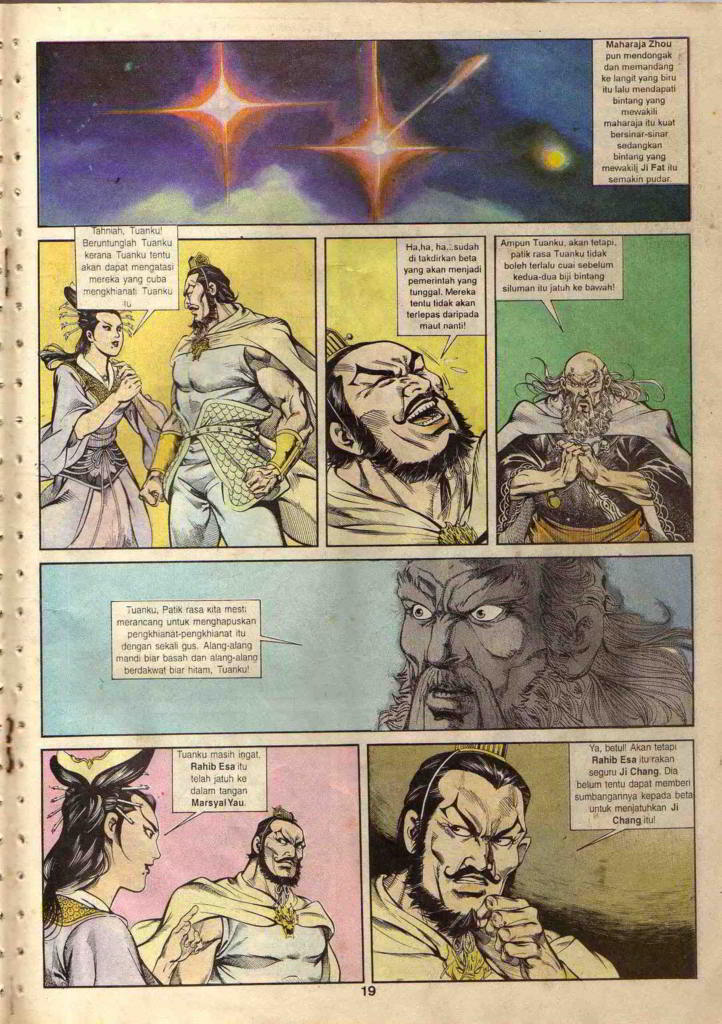 Maharaja Zhou
pun mendongak
dan memandang
ke langit yang biru
itu lalu mendapati
bintang yang
mewakili
maharaja itu kuat
bersinar-sinar
sedangkan
bintang yang
mewakili Ji Fat itu
semakin pudar.
Tahniah, Tuanku!
Beruntunglah Tuanku
kerana Tuanku tentu
akan dapat mengatasi
mereka yang cuba
mengkhianati Tuanku
itu
Ha,ha, ha...sudah
di takdirkan beta
yang akan menjadi
pemerintah yang
tunggal. Mereka
tentu tidak akan
terlepas daripada
maut nanti!
Ampun Tuanku, akan tetapi,
patik rasa Tuanku tidak
boleh terlalu cuai sebelum
kedua-dua biji bintang
siluman itu jatuh ke bawah!
Tuanku, Patik rasa kita mesti
merancang untuk menghapuskan
pengkhianat-pengkhianat itu
dengan sekali gus. Alang-alang
mandi biar basah dan alang-alang
berdakwat biar hitam, Tuanku!
Tuanku masih ingat,
Rahib Esa itu
telah jatuh ke
dalam tangan
Marsyal Yau.
Ya, betul! Akan tetapi
Rahib Esa itu rakan
seguru Ji Chang. Dia
belum tentu dapat memberi
sumbangannya kepada beta
untuk menjatuhkan Ji
Chang itu!
19